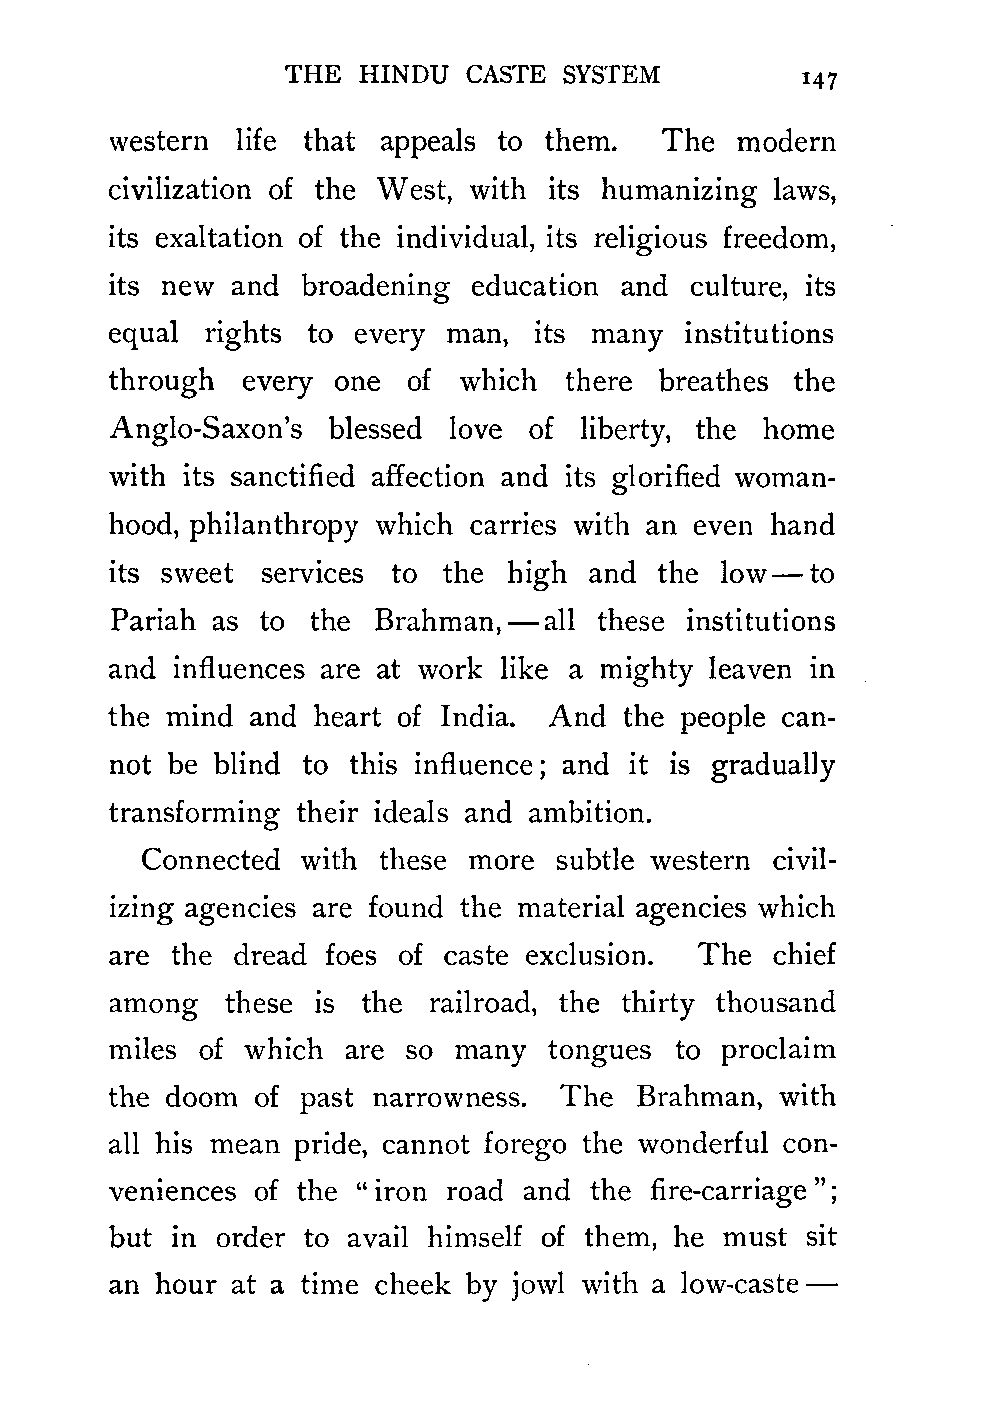 THE HINDU CASTE SYSTEM 147
western life that appeals to them. The modern
civilization of the West, with its humanizing laws,
its exaltation of the individual, its religious freedom,
its new and broadening education and culture, its
equal rights to every man, its many institutions
through every one of which there breathes the
Anglo-Saxon's blessed love of liberty, the home
with its sanctified affection and its glorified woman-
hood, philanthropy which carries with an even hand
its sweet services to the high and the low—to
Pariah as to the Brahman,—all these institutions
and influences are at work like a mighty leaven in
the mind and heart of India. And the people can-
not be blind to this influence; and it is gradually
transforming their ideals and ambition.
Connected with these more subtle western civil-
izing agencies are found the material agencies which
are the dread foes of caste exclusion. The chief
among these is the railroad, the thirty thousand
miles of which are so many tongues to proclaim
the doom of past narrowness. The Brahman, with
all his mean pride, cannot forego the wonderful con-
veniences of the "iron road and the fire-carriage";
but in order to avail himself of them, he must sit
an hour at a time cheek by jowl with a low-caste—